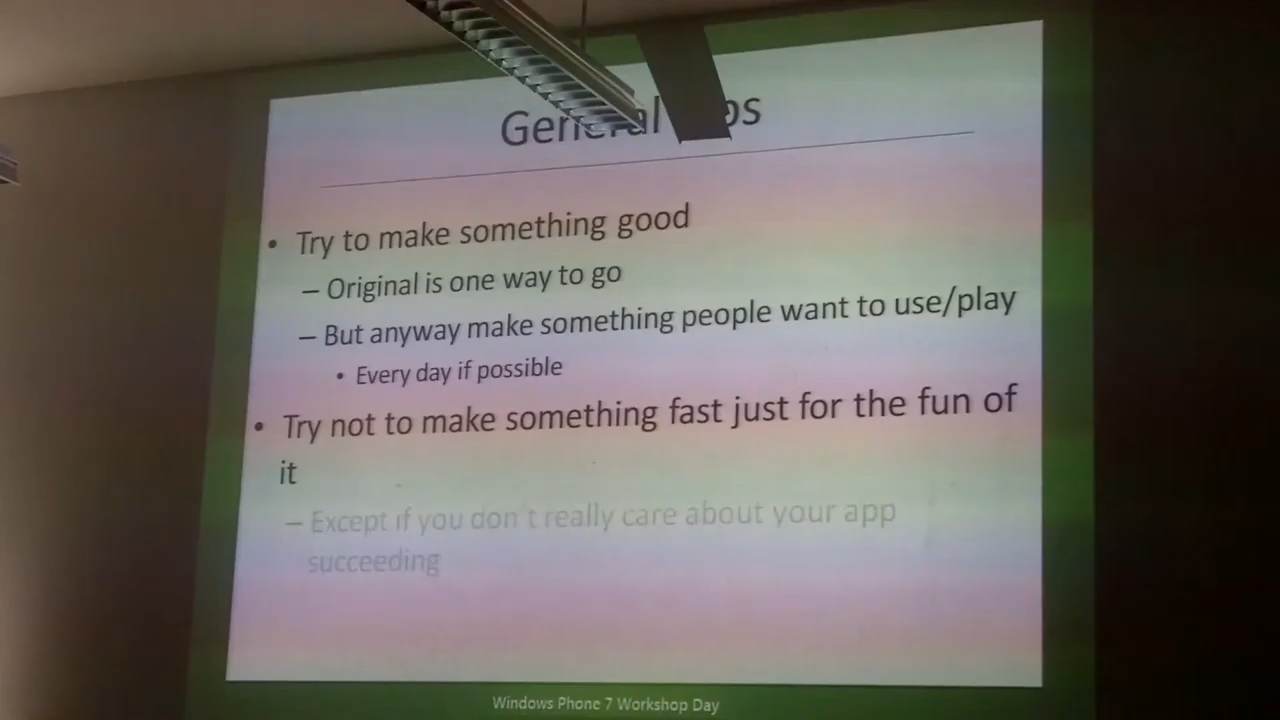 General
• Try to make something good
– Original is one way to go
– But anyway make something people want to use/play
• Every day if possible
• Try not to make something fast just for the fun of
it
– Except if you don't really care about your app
succeeding
Windows Phone 7 Workshop Day